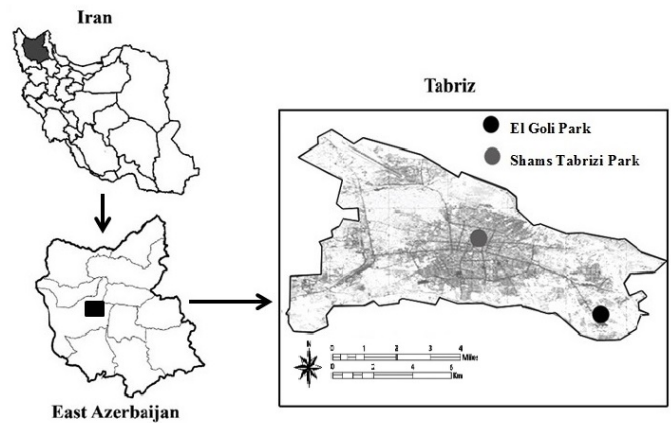 Iran
Tabriz
El Goli Park
Shams Tabrizi Park
East Azerbaijan
N
0 1 2 3 4
Miles
0 2 4 6
Km